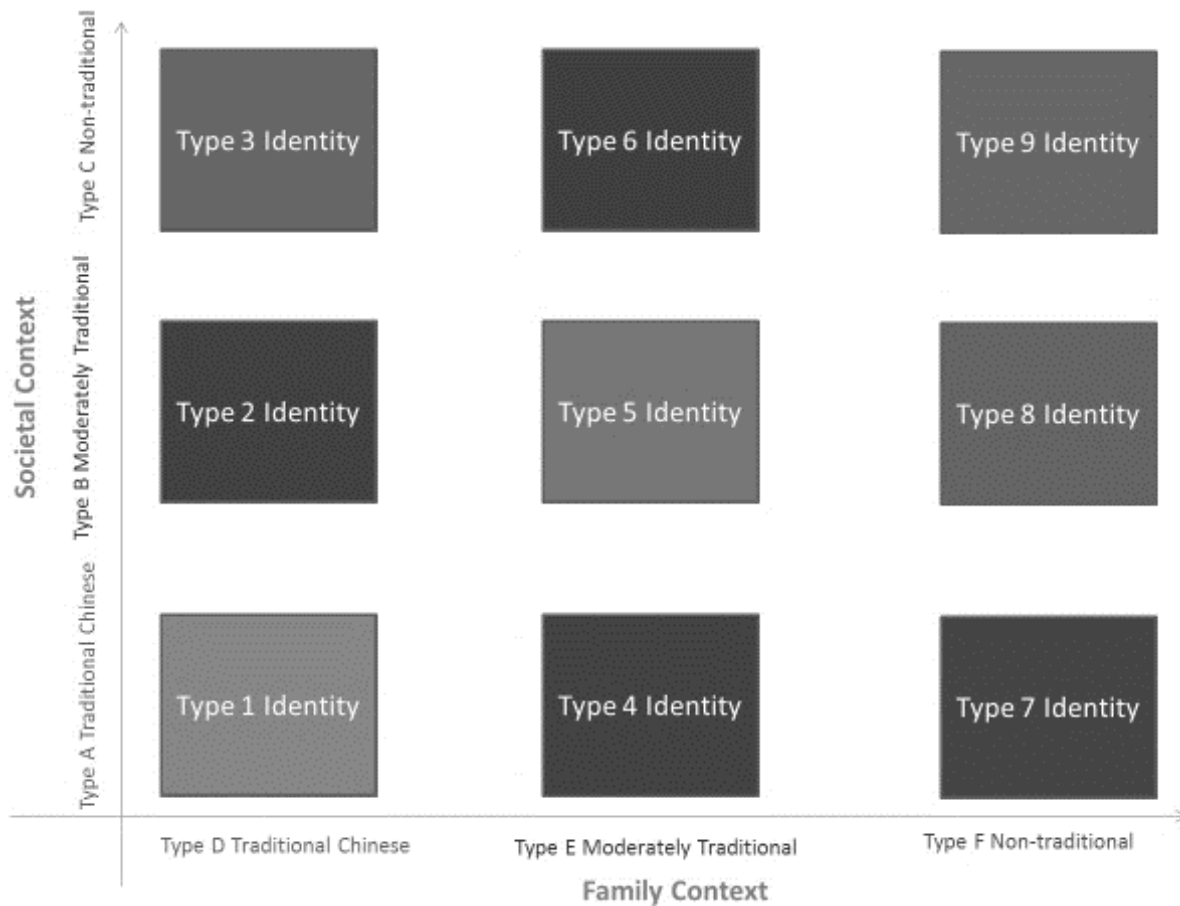 Societal Context
Type C Non-traditional
Type B Moderately Traditional
Type A Traditional Chinese
Type 3 Identity
Type 6 Identity
Type 9 Identity
Type 2 Identity
Type 5 Identity
Type 8 Identity
Type 1 Identity
Type 4 Identity
Type 7 Identity
Type D Traditional Chinese
Type E Moderately Traditional
Type F Non-traditional
Family Context